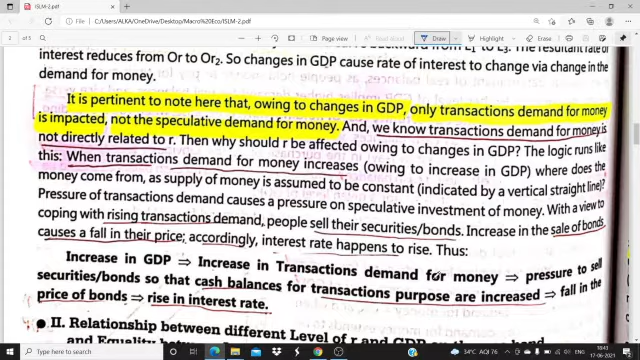 ISLM-2.pdf
File | C:/Users/ALKA/OneDrive/Desktop/Macro%20Eco/ISLM-2.pdf
2 of 5
Read aloud
Draw
Highlight
Erase
interest reduces from Or to Or2. So changes in GDP cause rate of interest to change via change in the
demand for money.
It is pertinent to note here that, owing to changes in GDP, only transactions demand for money
is impacted, not the speculative demand for money. And, we know transactions demand for money is
not directly related to r. Then why should r be affected owing to changes in GDP? The logic runs like
this: When transactions demand for money increases (owing to increase in GDP) where does the
money come from, as supply of money is assumed to be constant (indicated by a vertical straight line)?
Pressure of transactions demand causes a pressure on speculative investment of money. With a view to
coping with rising transactions demand, people sell their securities/bonds. Increase in the sale of bonds
causes a fall in their price; accordingly, interest rate happens to rise. Thus:
Increase in GDP ⇒ Increase in Transactions demand for money ⇒ pressure to sell
securities/bonds so that cash balances for transactions purpose are increased ⇒ fall in the
price of bonds ⇒ rise in interest rate.
II. Relationship between different Level of r and GDP
Type here to search
34°C AQI 76
ENG
18:43
17-06-2021